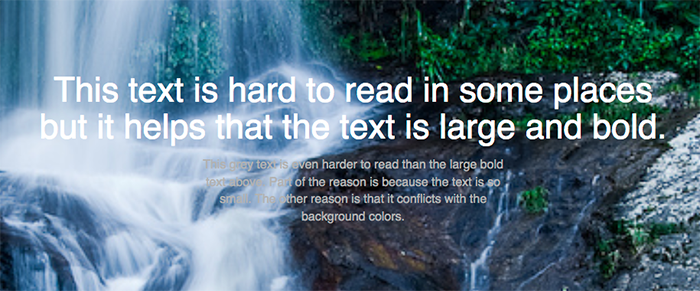 This text is hard to read in some places
but it helps that the text is large and bold.
This grey text is even harder to read than the large bold
text above. Part of the reason is because the text is so
small. The other reason is that it conflicts with the
background colors.